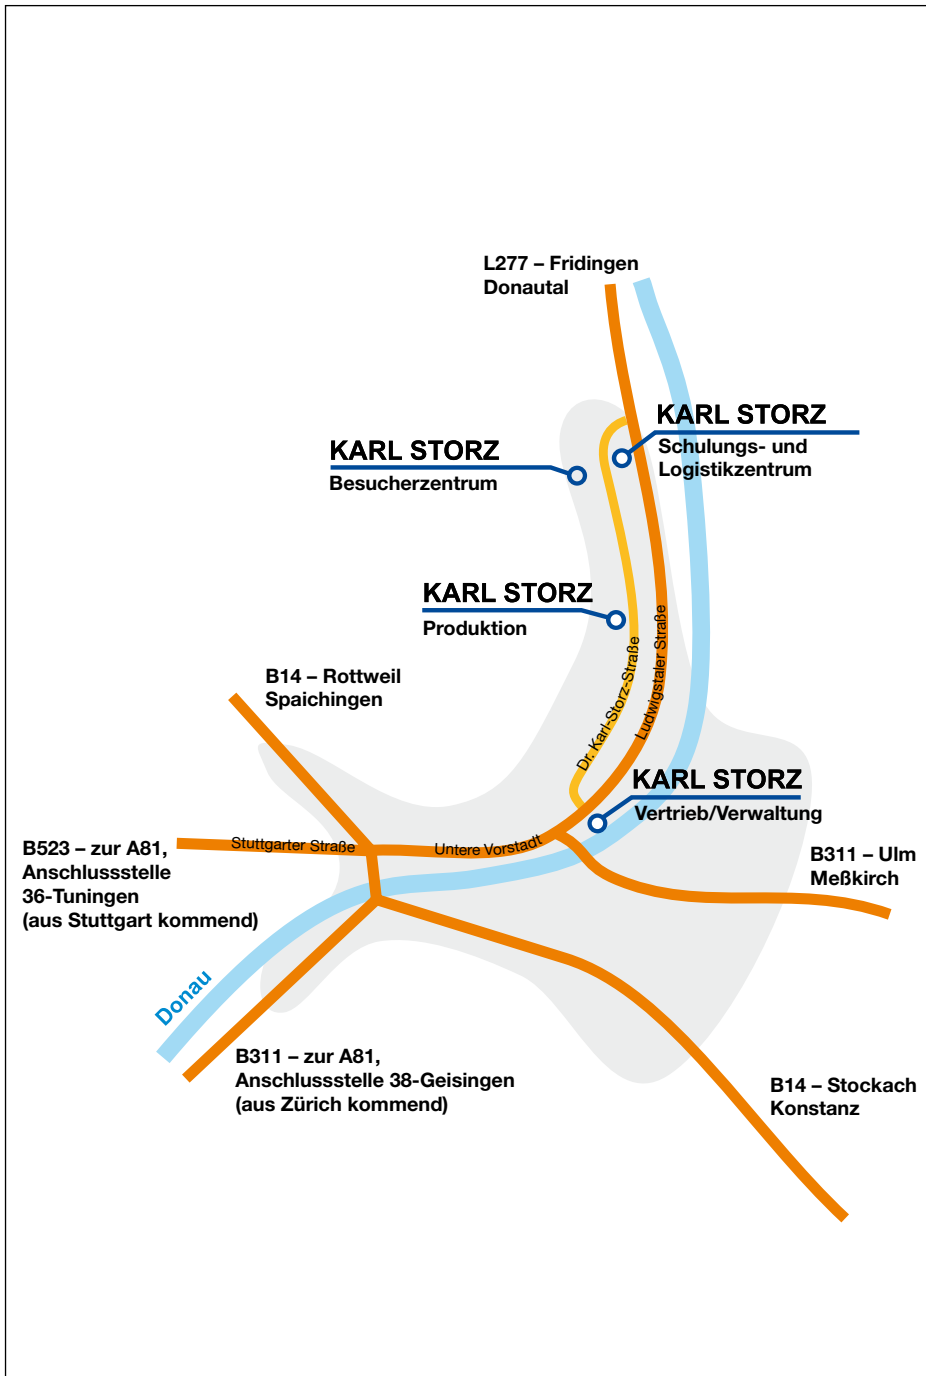 L277 – Fridingen
Donautal
KARL STORZ
Schulungs- und
Logistikzentrum
KARL STORZ
Besucherzentrum
KARL STORZ
Produktion
Dr. Karl-Storz-Straße
Ludwigstaler Straße
B14 – Rottweil
Spaichingen
KARL STORZ
Vertrieb/Verwaltung
Stuttgarter Straße
Untere Vorstadt
B523 – zur A81,
Anschlussstelle
36-Tuningen
(aus Stuttgart kommend)
B311 – Ulm
Meßkirch
Donau
B311 – zur A81,
Anschlussstelle 38-Geisingen
(aus Zürich kommend)
B14 – Stockach
Konstanz